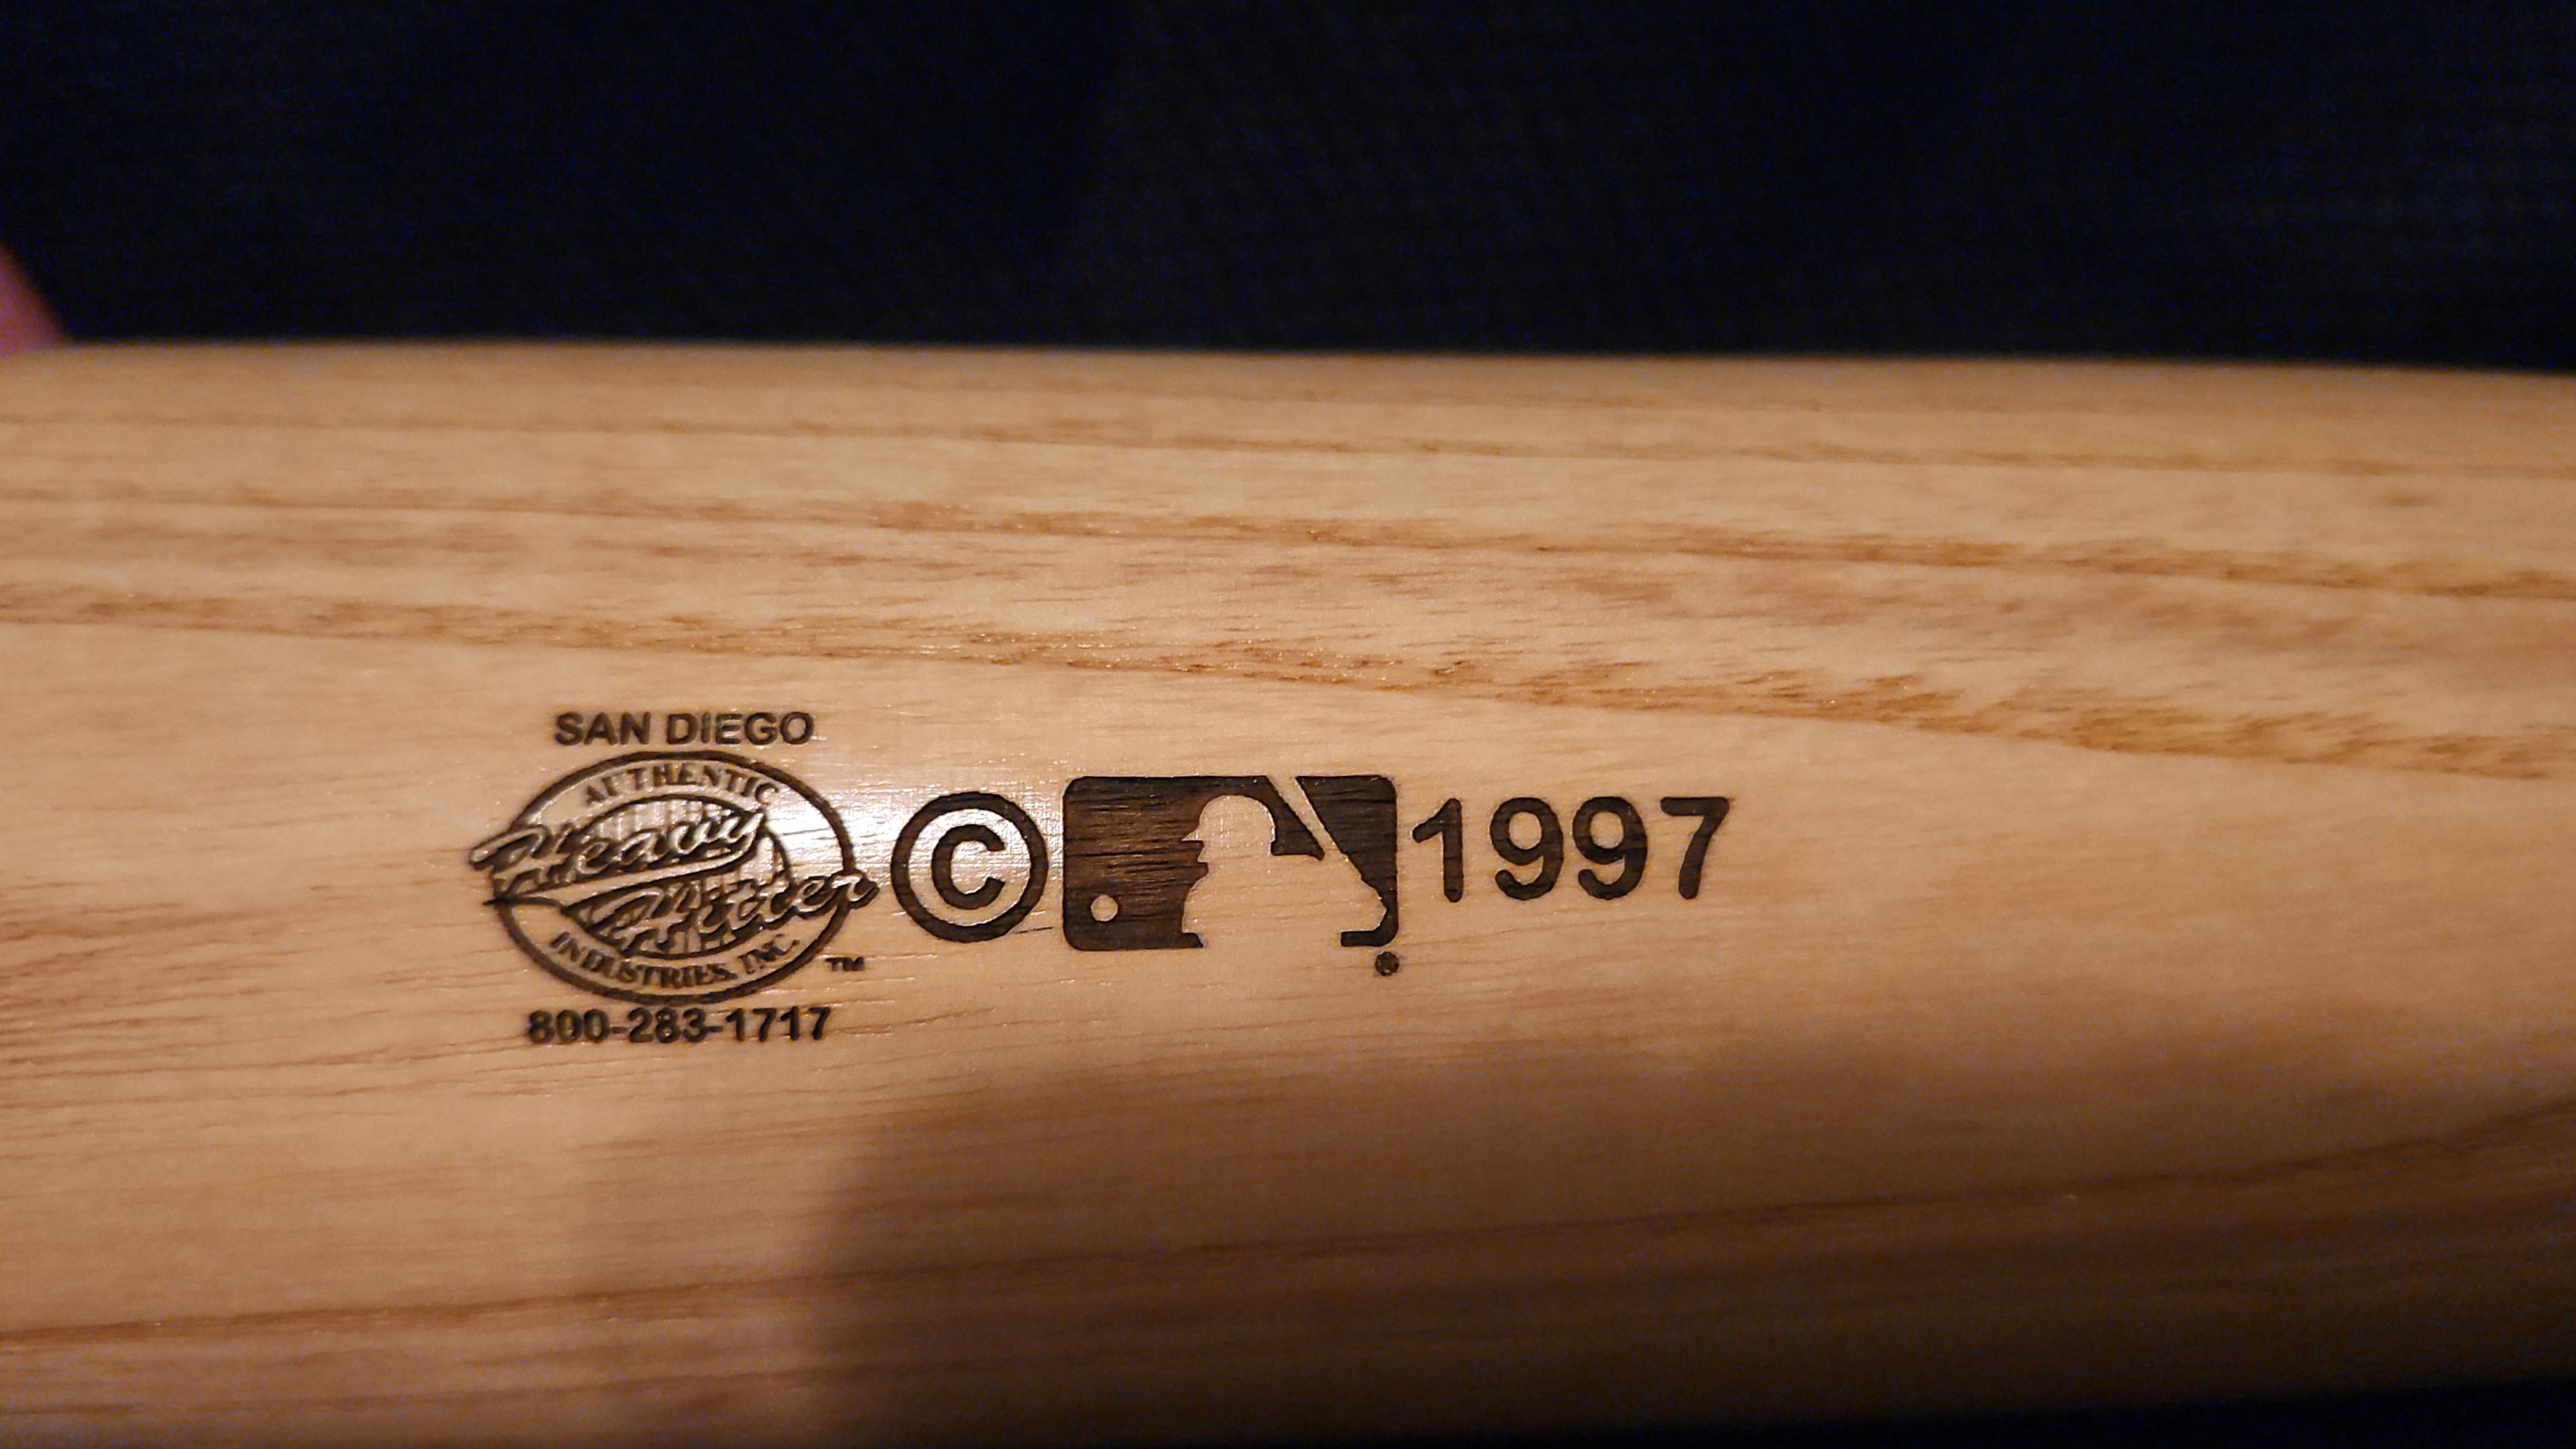 SAN DIEGO
AUTHENTIC
Heavy
Hitter
INDUSTRIES, INC.
TM
800-283-1717
© 1997